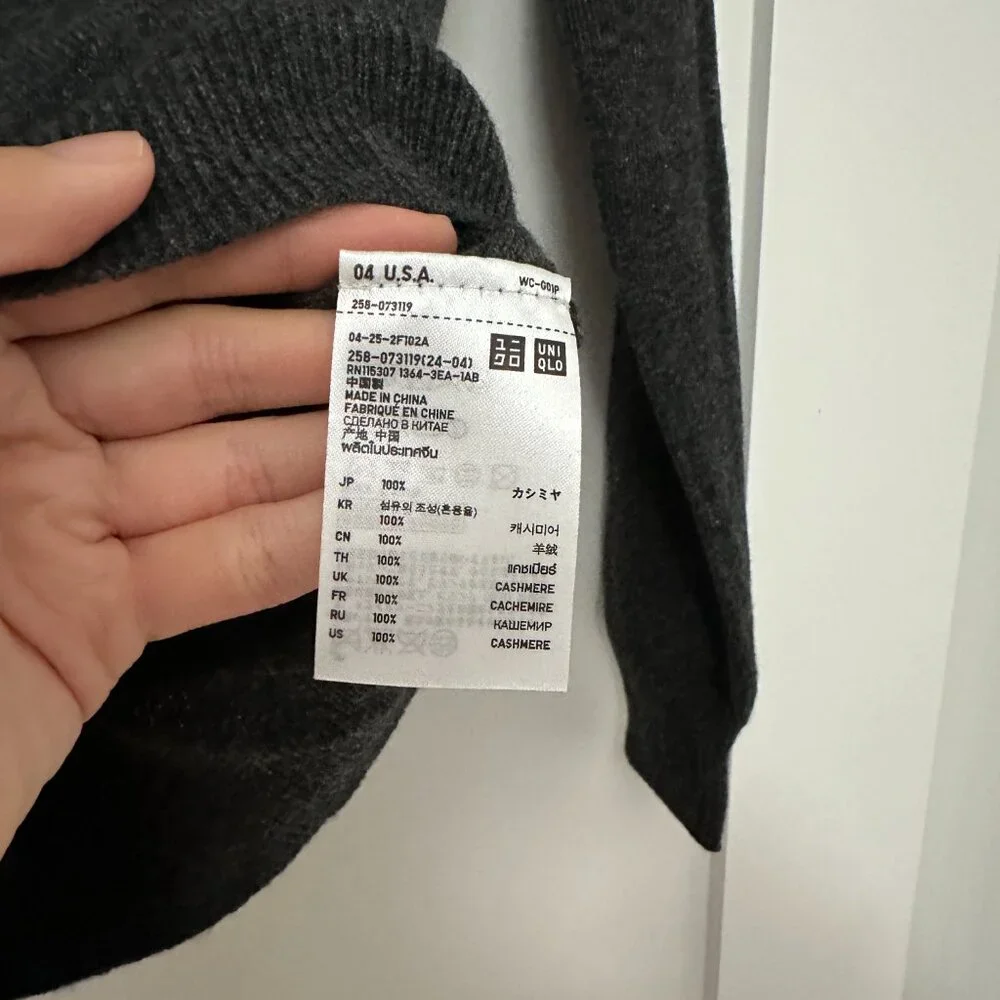 04 U.S.A.
WC-G01P
258-073119
04-25-2F102A
258-073119(24-04)
RN115307 1364-3EA-1AB
ユニクロ
UNIQLO
中国製
MADE IN CHINA
FABRIQUÉ EN CHINE
СДЕЛАНО В КИТАЕ
产地 中国
ผลิตในประเทศจีน
JP 100% カシミヤ
KR 섬유의 조성(혼용율)
100% 캐시미어
CN 100% 羊绒
TH 100% แคชเมียร์
UK 100% CASHMERE
FR 100% CACHEMIRE
RU 100% КАШЕМИР
US 100% CASHMERE